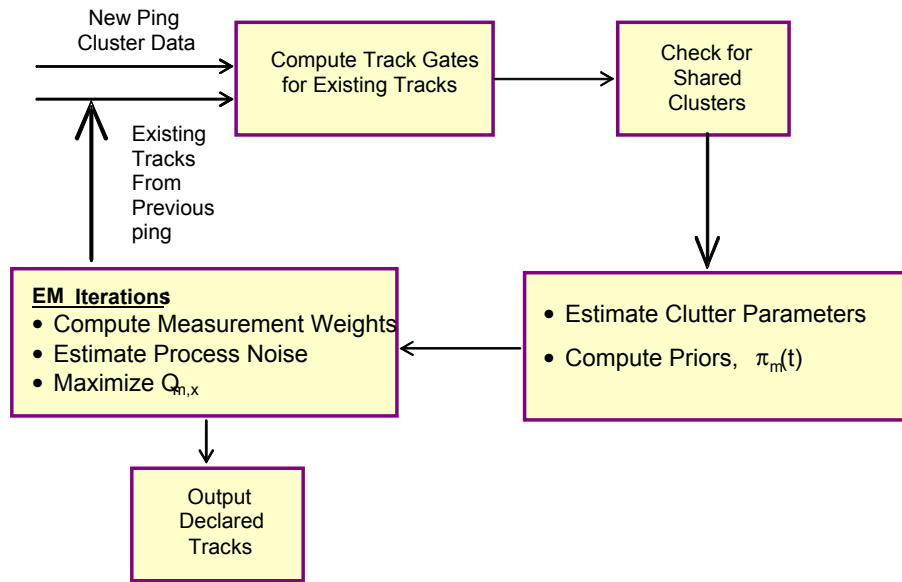 New Ping
Cluster Data
Compute Track Gates
for Existing Tracks
Check for
Shared
Clusters
Existing
Tracks
From
Previous
ping
EM Iterations
• Compute Measurement Weights
• Estimate Process Noise
• Maximize Qm,x
• Estimate Clutter Parameters
• Compute Priors, πm(t)
Output
Declared
Tracks